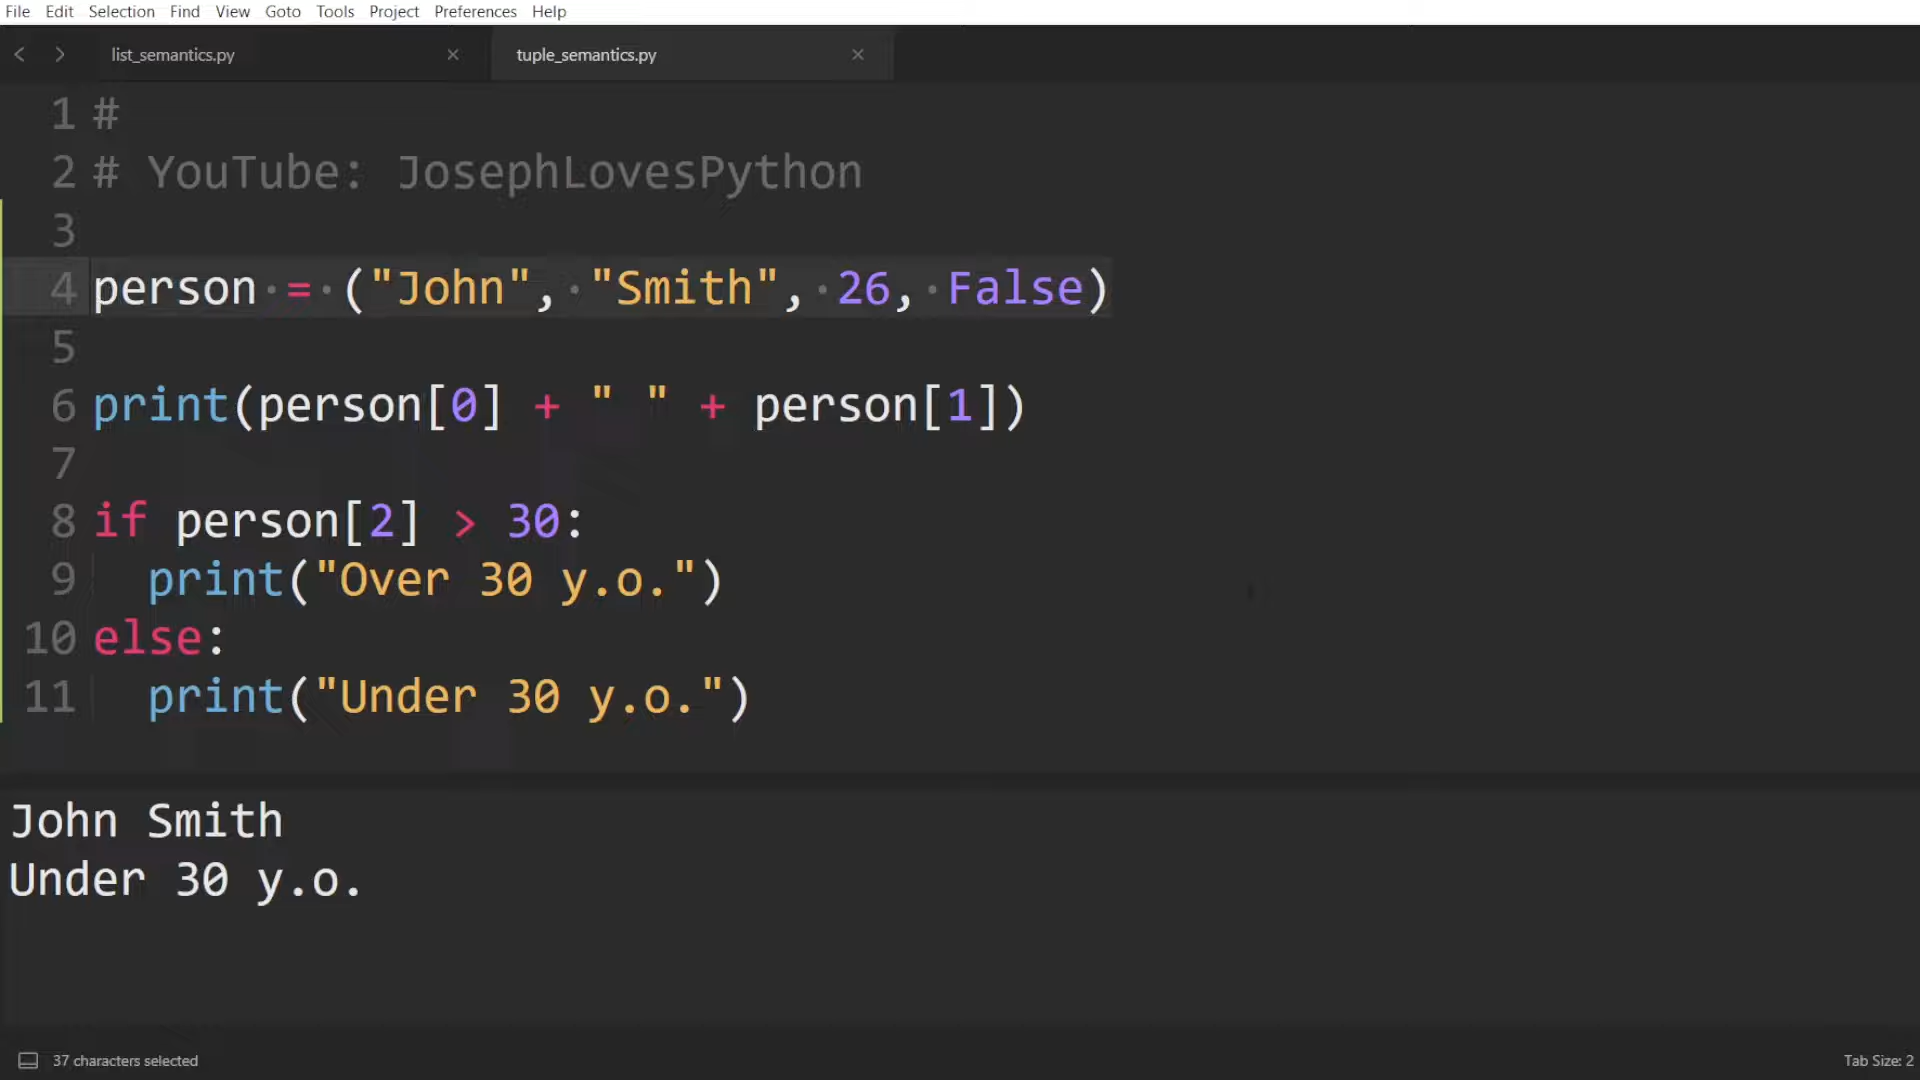 File Edit Selection Find View Goto Tools Project Preferences Help
list_semantics.py tuple_semantics.py
1 #
2 # YouTube: JosephLovesPython
3
4 person = ("John", "Smith", 26, False)
5
6 print(person[0] + " " + person[1])
7
8 if person[2] > 30:
9   print("Over 30 y.o.")
10 else:
11   print("Under 30 y.o.")
John Smith
Under 30 y.o.
37 characters selected Tab Size: 2